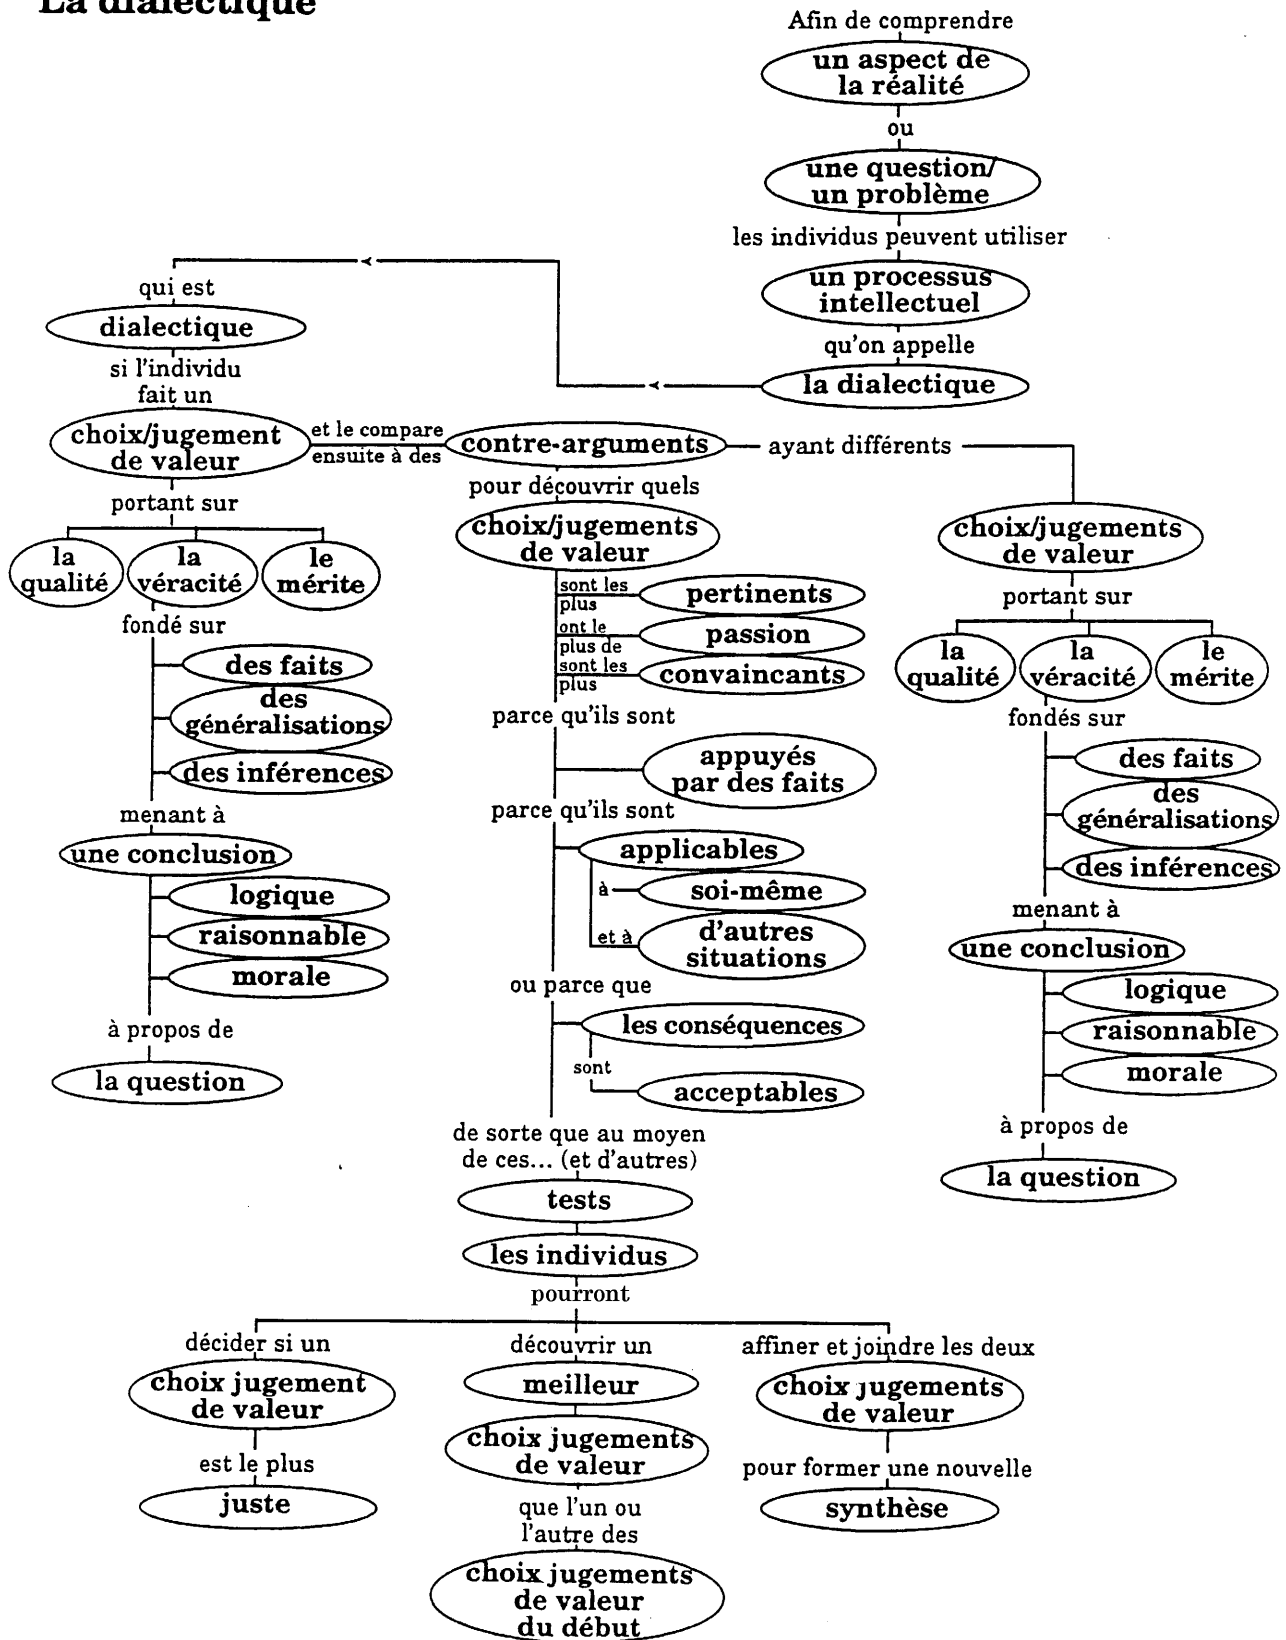 La dialectique
Afin de comprendre
un aspect de
la réalité
ou
une question/
un problème
les individus peuvent utiliser
un processus
intellectuel
qu'on appelle
la dialectique
qui est
dialectique
si l'individu
fait un
choix/jugement
de valeur
et le compare
ensuite à des
contre-arguments
ayant différents
portant sur
la
qualité
la
véracité
le
mérite
fondé sur
des faits
des
généralisations
des inférences
menant à
une conclusion
logique
raisonnable
morale
à propos de
la question
pour découvrir quels
choix/jugements
de valeur
sont les
plus
pertinents
ont le
plus de
passion
sont les
plus
convaincants
parce qu'ils sont
appuyés
par des faits
parce qu'ils sont
applicables
à
soi-même
et à
d'autres
situations
ou parce que
les conséquences
sont
acceptables
de sorte que au moyen
de ces... (et d'autres)
tests
les individus
pourront
choix/jugements
de valeur
portant sur
la
qualité
la
véracité
le
mérite
fondés sur
des faits
des
généralisations
des inférences
menant à
une conclusion
logique
raisonnable
morale
à propos de
la question
décider si un
choix jugement
de valeur
est le plus
juste
découvrir un
meilleur
choix jugements
de valeur
que l'un ou
l'autre des
choix jugements
de valeur
du début
affiner et joindre les deux
choix jugements
de valeur
pour former une nouvelle
synthèse